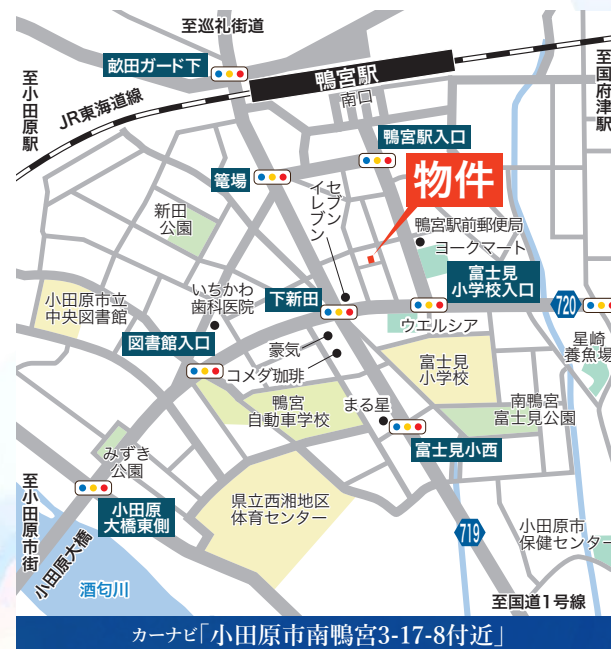 至巡礼街道
畝田ガード下
至小田原駅
JR東海道線
鴨宮駅
南口
至国府津駅
鴨宮駅入口
篭場
物件
セブン
イレブン
新田
公園
鴨宮駅前郵便局
ヨークマート
いちかわ
歯科医院
下新田
富士見
小学校入口
小田原市立
中央図書館
720
図書館入口
ウエルシア
豪気
コメダ珈琲
富士見
小学校
星崎
養魚場
鴨宮
自動車学校
まる星
南鴨宮
富士見公園
富士見小西
みずき
公園
至小田原市街
小田原
大橋東側
県立西湘地区
体育センター
719
小田原市
保健センター
小田原大橋
酒匂川
至国道1号線
カーナビ「小田原市南鴨宮3-17-8付近」